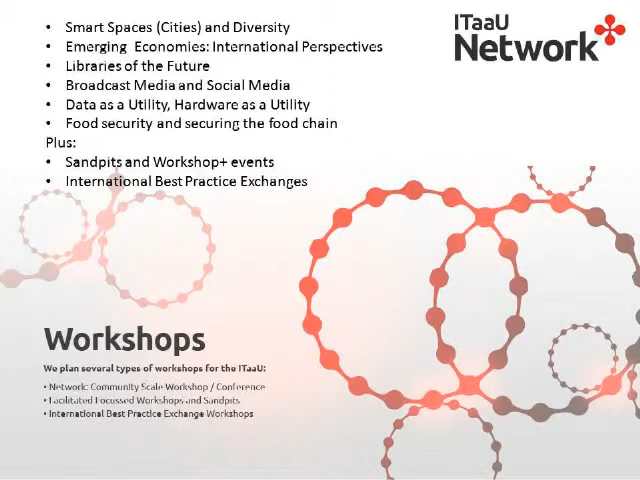 • Smart Spaces (Cities) and Diversity
• Emerging Economies: International Perspectives
• Libraries of the Future
• Broadcast Media and Social Media
• Data as a Utility, Hardware as a Utility
• Food security and securing the food chain
Plus:
• Sandpits and Workshop+ events
• International Best Practice Exchanges
ITaaU
Network
Workshops
We plan several types of workshops for the ITaaU:
• Network: Community Scale Workshop / Conference
• Facilitated Focussed Workshops and Sandpits
• International Best Practice Exchange Workshops